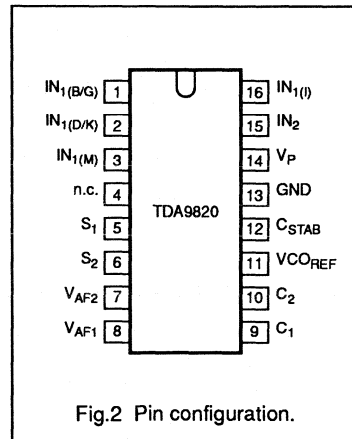 IN1(B/G) 1 16 IN1(I)
IN1(D/K) 2 15 IN2
IN1(M) 3 14 VP
n.c. 4 13 GND
TDA9820
S1 5 12 CSTAB
S2 6 11 VCOREF
VAF2 7 10 C2
VAF1 8 9 C1
Fig.2 Pin configuration.